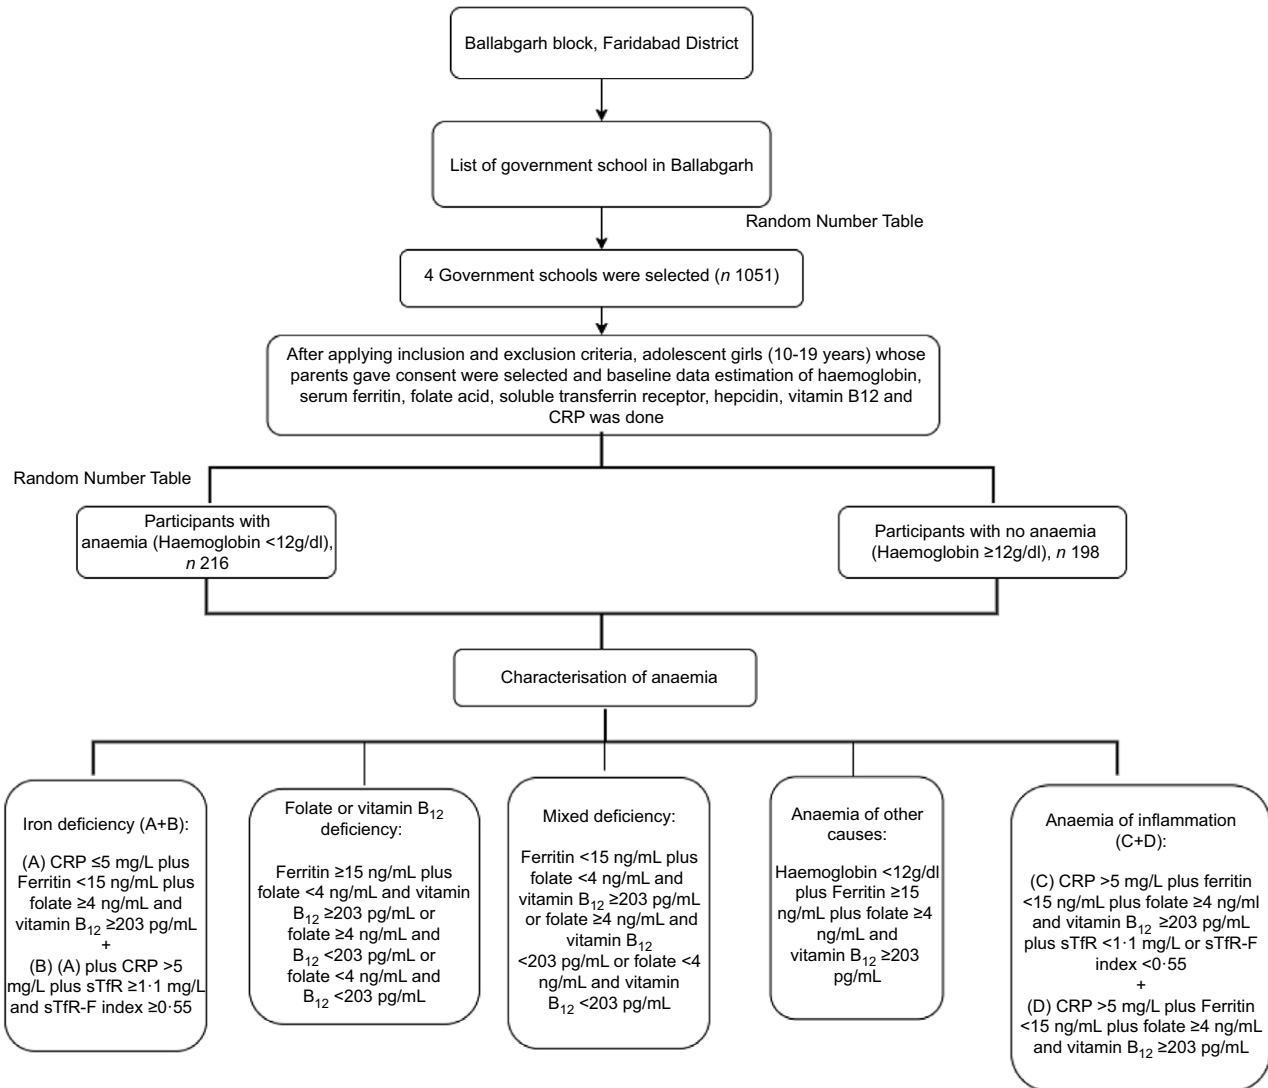 Ballabgarh block, Faridabad District
List of government school in Ballabgarh
Random Number Table
4 Government schools were selected (n 1051)
After applying inclusion and exclusion criteria, adolescent girls (10-19 years) whose
parents gave consent were selected and baseline data estimation of haemoglobin,
serum ferritin, folate acid, soluble transferrin receptor, hepcidin, vitamin B12 and
CRP was done
Random Number Table
Participants with
anaemia (Haemoglobin <12g/dl),
n 216
Participants with no anaemia
(Haemoglobin ≥12g/dl), n 198
Characterisation of anaemia
Iron deficiency (A+B):
(A) CRP ≤5 mg/L plus
Ferritin <15 ng/mL plus
folate ≥4 ng/mL and
vitamin B12 ≥203 pg/mL
+
(B) (A) plus CRP >5
mg/L plus sTfR ≥1·1 mg/L
and sTfR-F index ≥0·55
Folate or vitamin B12
deficiency:
Ferritin ≥15 ng/mL plus
folate <4 ng/mL and vitamin
B12 ≥203 pg/mL or
folate ≥4 ng/mL and
B12 <203 pg/mL or
folate <4 ng/mL and
B12 <203 pg/mL
Mixed deficiency:
Ferritin <15 ng/mL plus
folate <4 ng/mL and
vitamin B12 ≥203 pg/mL
or folate ≥4 ng/mL and
vitamin B12
<203 pg/mL or folate <4
ng/mL and vitamin
B12 <203 pg/mL
Anaemia of other
causes:
Haemoglobin <12g/dl
plus Ferritin ≥15
ng/mL plus folate ≥4
ng/mL and
vitamin B12 ≥203
pg/mL
Anaemia of inflammation
(C+D):
(C) CRP >5 mg/L plus ferritin
<15 ng/mL plus folate ≥4 ng/ml
and vitamin B12 ≥203 pg/mL
plus sTfR <1·1 mg/L or sTfR-F
index <0·55
+
(D) CRP >5 mg/L plus Ferritin
<15 ng/mL plus folate ≥4 ng/mL
and vitamin B12 ≥203 pg/mL